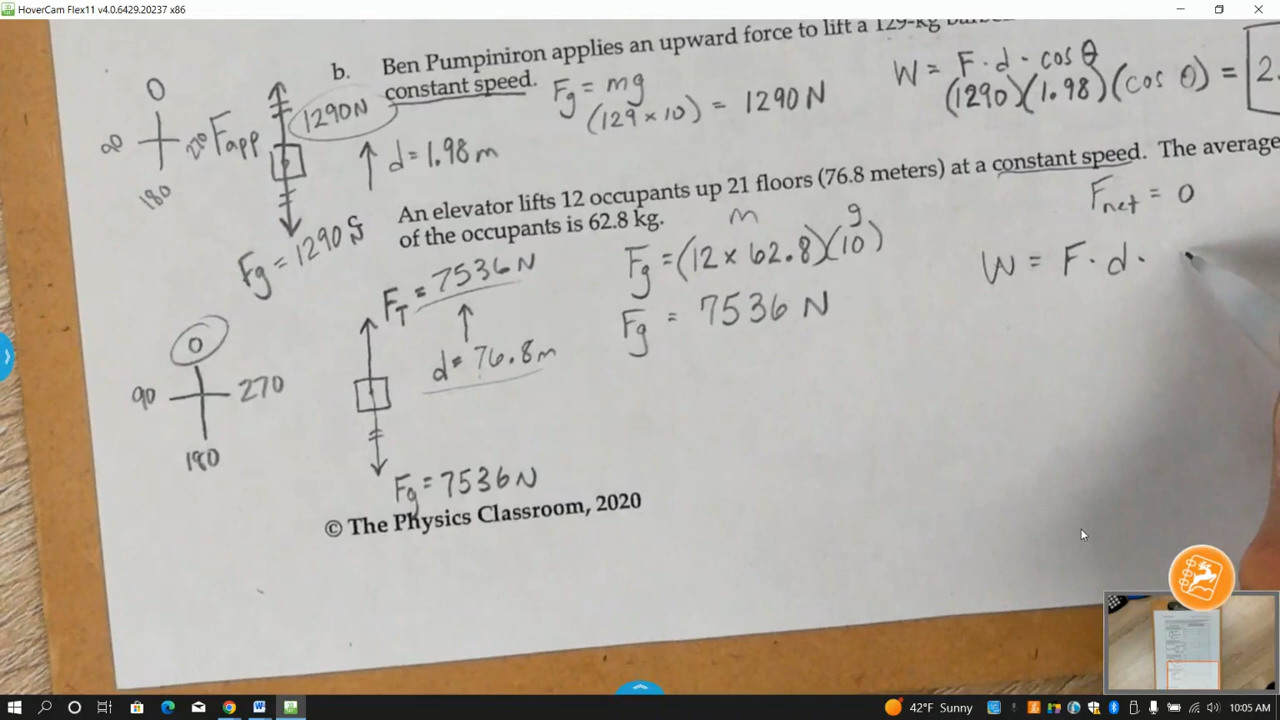 HoverCam Flex11 v4.0.6429.20237 x86
b. Ben Pumpiniron applies an upward force to lift a 129-kg
constant speed.
Fg = mg
(129 × 10) = 1290 N
W = F · d · cos θ
(1290)(1.98)(cos θ) = 2.
0
90
270
180
Fapp
1290N
d = 1.98 m
Fg = 1290
An elevator lifts 12 occupants up 21 floors (76.8 meters) at a constant speed. The average
of the occupants is 62.8 kg.
Fnet = 0
m
g
Fg = (12 × 62.8)(10)
Fg = 7536 N
W = F · d ·
FT = 7536N
d = 76.8m
0
90
270
180
Fg = 7536 N
© The Physics Classroom, 2020
42°F Sunny
10:05 AM